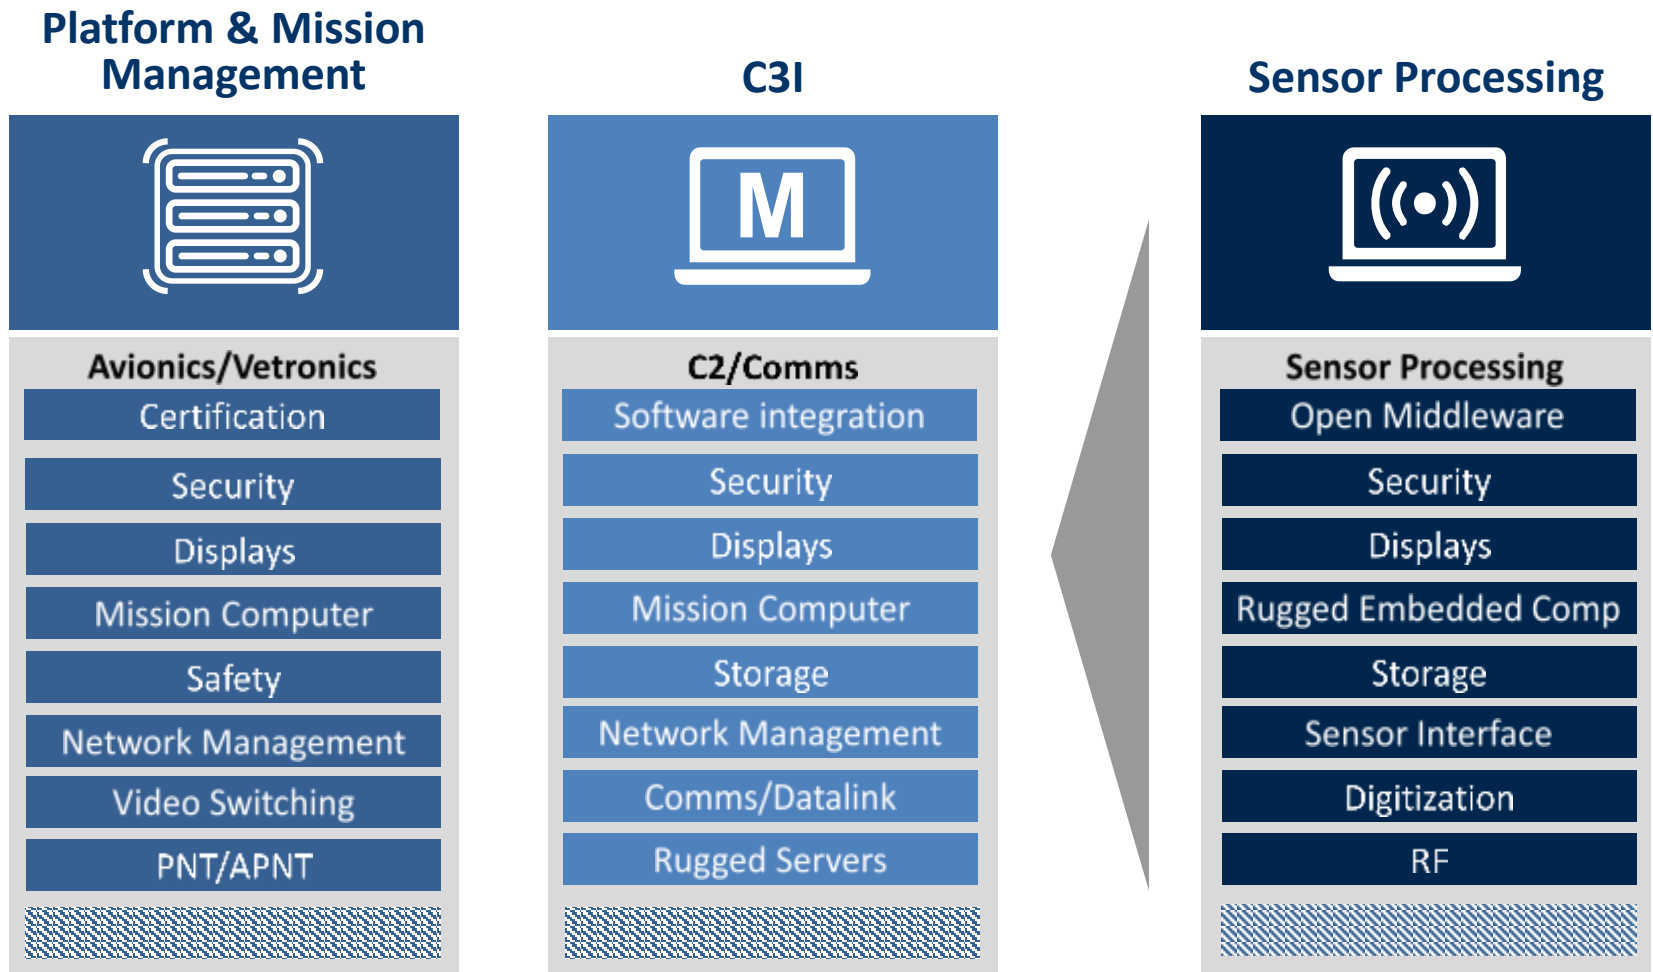 Platform & Mission
Management
Avionics/Vetronics
Certification
Security
Displays
Mission Computer
Safety
Network Management
Video Switching
PNT/APNT
C3I
M
C2/Comms
Software integration
Security
Displays
Mission Computer
Storage
Network Management
Comms/Datalink
Rugged Servers
Sensor Processing
Sensor Processing
Open Middleware
Security
Displays
Rugged Embedded Comp
Storage
Sensor Interface
Digitization
RF